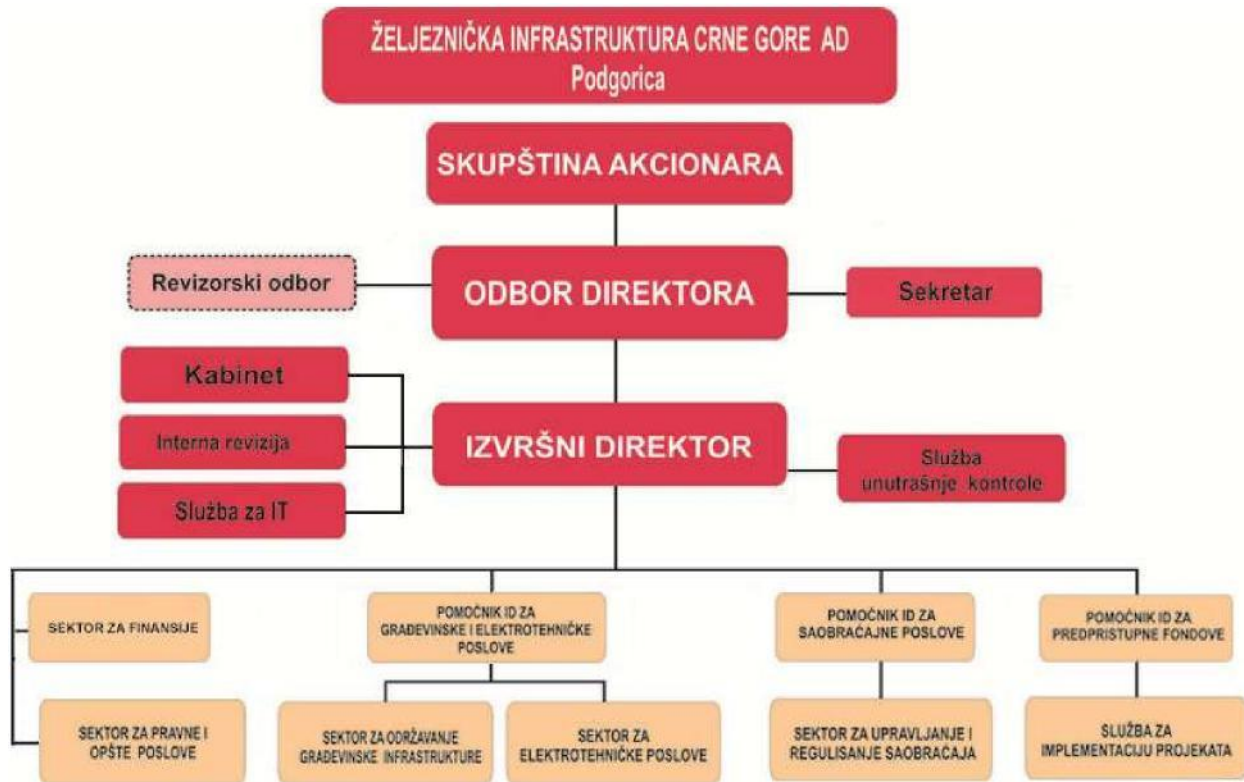 ŽELJEZNIČKA INFRASTRUKTURA CRNE GORE AD
Podgorica
SKUPŠTINA AKCIONARA
Revizorski odbor
ODBOR DIREKTORA
Sekretar
Kabinet
Interna revizija
Služba za IT
IZVRŠNI DIREKTOR
Služba
unutrašnje kontrole
SEKTOR ZA FINANSIJE
POMOĆNIK ID ZA
GRAĐEVINSKE I ELEKTROTEHNIČKE
POSLOVE
POMOĆNIK ID ZA
SAOBRAĆAJNE POSLOVE
POMOĆNIK ID ZA
PREDPRISTUPNE FONDOVE
SEKTOR ZA PRAVNE I
OPŠTE POSLOVE
SEKTOR ZA ODRŽAVANJE
GRAĐEVINSKE INFRASTRUKTURE
SEKTOR ZA
ELEKTROTEHNIČKE POSLOVE
SEKTOR ZA UPRAVLJANJE I
REGULISANJE SAOBRAĆAJA
SLUŽBA ZA
IMPLEMENTACIJU PROJEKATA